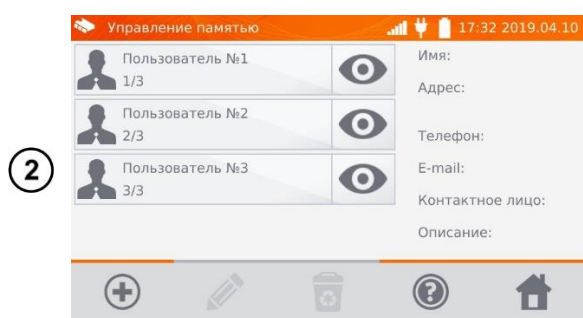 Управление памятью 17:32 2019.04.10
Пользователь №1
1/3
Пользователь №2
2/3
Пользователь №3
3/3
Имя:
Адрес:
Телефон:
E-mail:
Контактное лицо:
Описание:
2